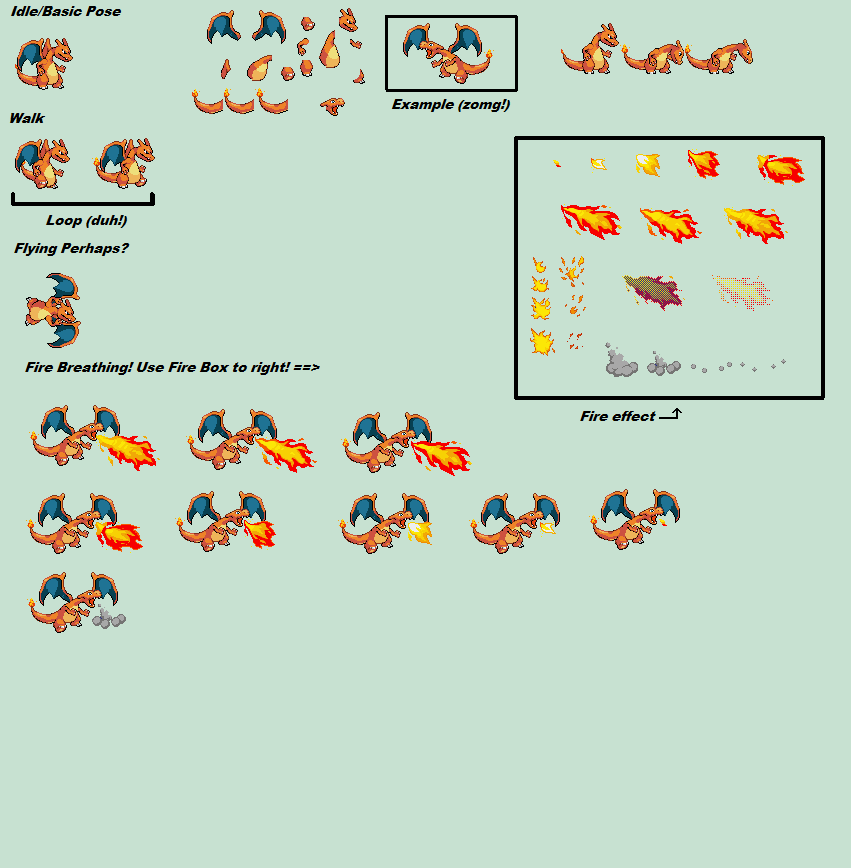 Idle/Basic Pose
Example (zomg!)
Walk
Loop (duh!)
Flying Perhaps?
Fire Breathing! Use Fire Box to right! ==>
Fire effect